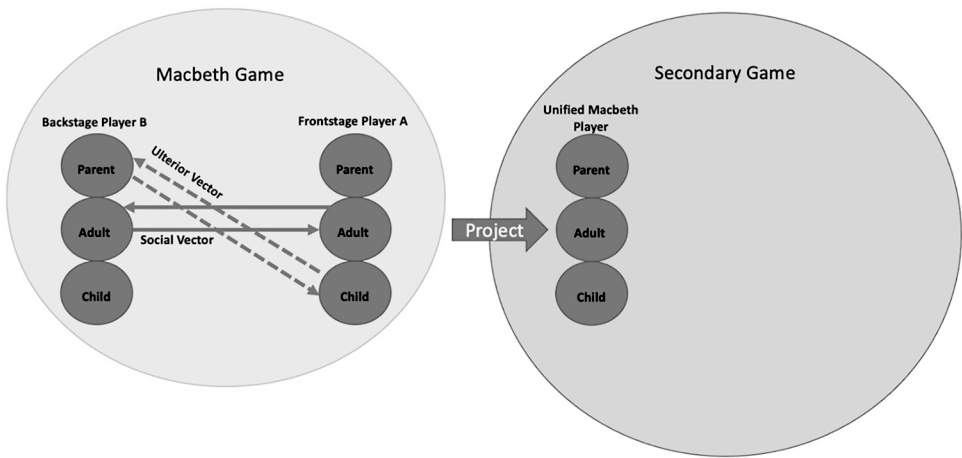 Macbeth Game
Backstage Player B
Frontstage Player A
Parent
Ulterior Vector
Parent
Adult
Social Vector
Adult
Child
Child
Project
Secondary Game
Unified Macbeth
Player
Parent
Adult
Child